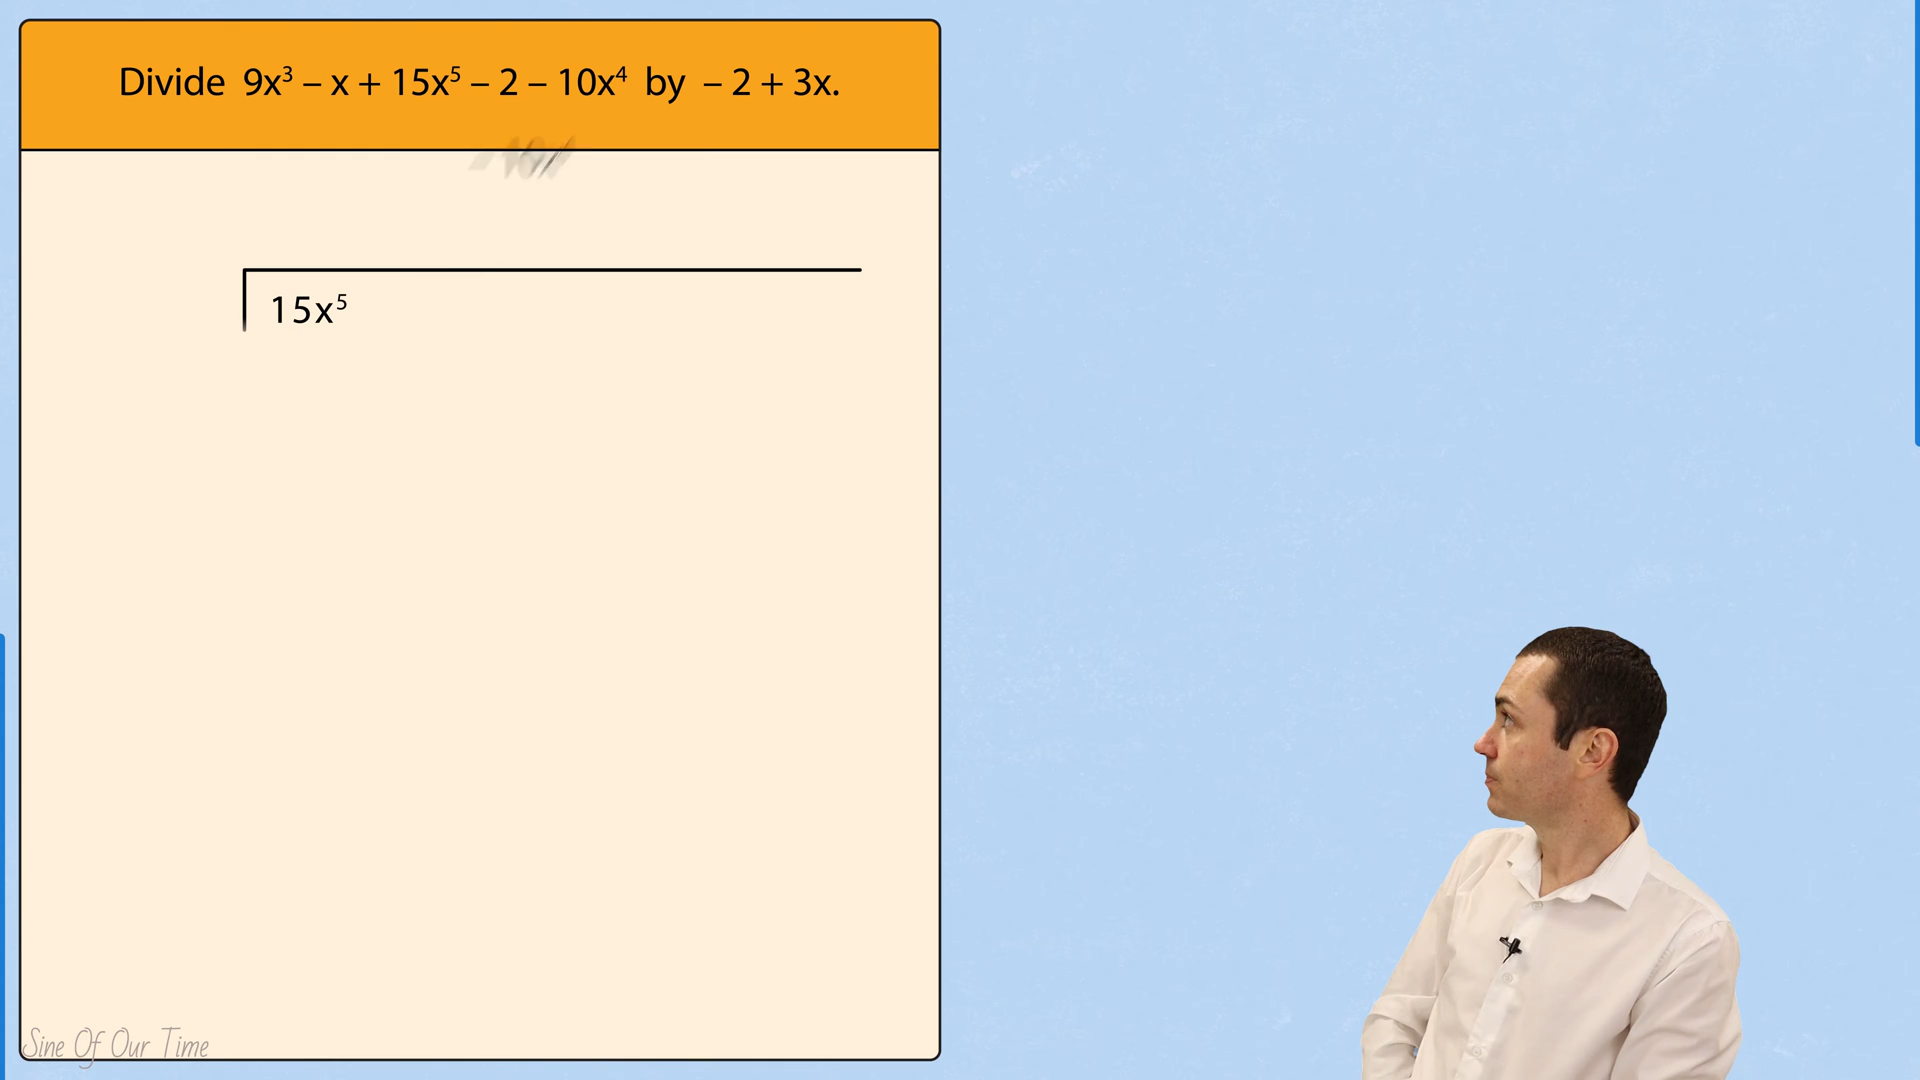 Divide 9x³ – x + 15x⁵ – 2 – 10x⁴ by – 2 + 3x.
15x⁵
Sine Of Our Time